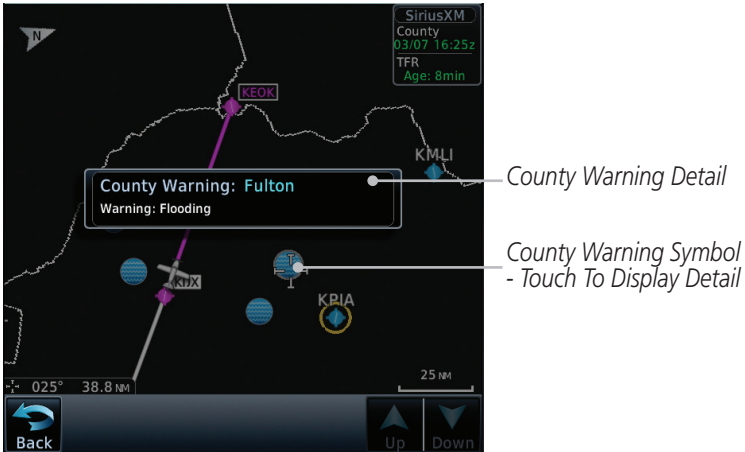 N
SiriusXM
County
03/07 16:25z
TFR
Age: 8min
KEOK
KMLI
County Warning: Fulton
Warning: Flooding
County Warning Detail
County Warning Symbol
- Touch To Display Detail
KPIA
025° 38.8 NM
25 NM
Back
Up
Down